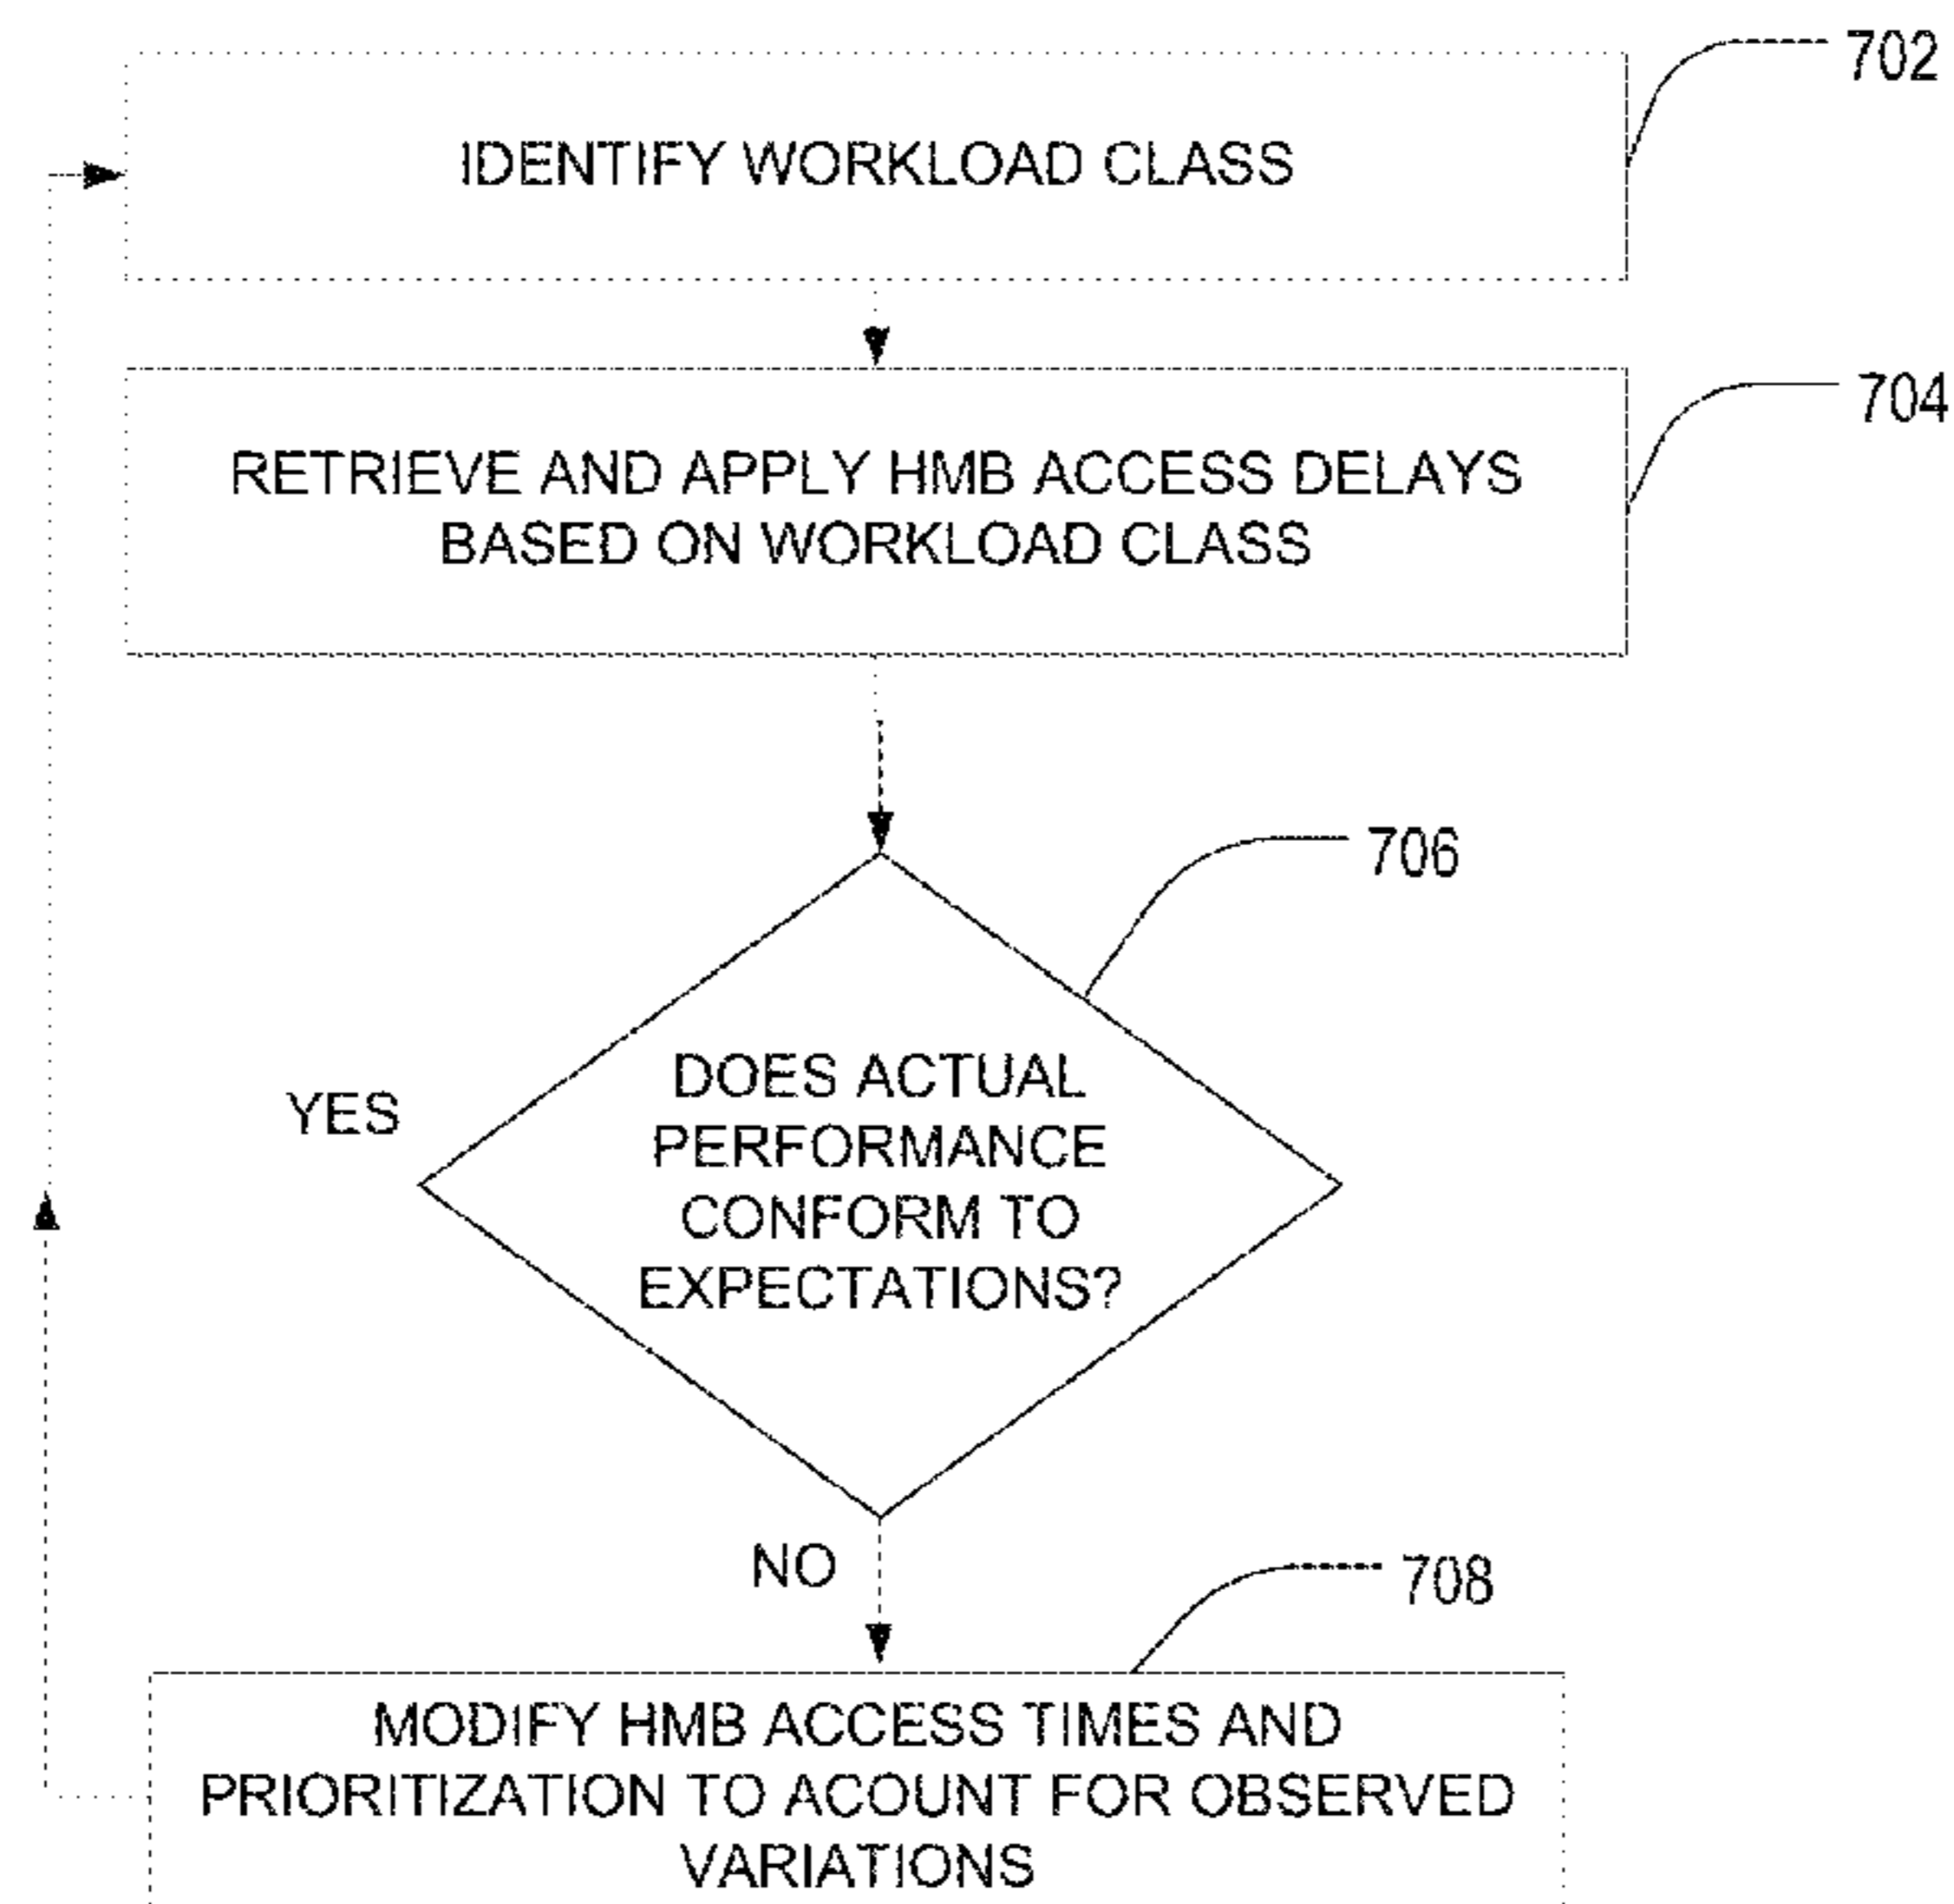 702
IDENTIFY WORKLOAD CLASS
704
RETRIEVE AND APPLY HMB ACCESS DELAYS
BASED ON WORKLOAD CLASS
706
DOES ACTUAL
PERFORMANCE
CONFORM TO
EXPECTATIONS?
YES
NO
708
MODIFY HMB ACCESS TIMES AND
PRIORITIZATION TO ACOUNT FOR OBSERVED
VARIATIONS